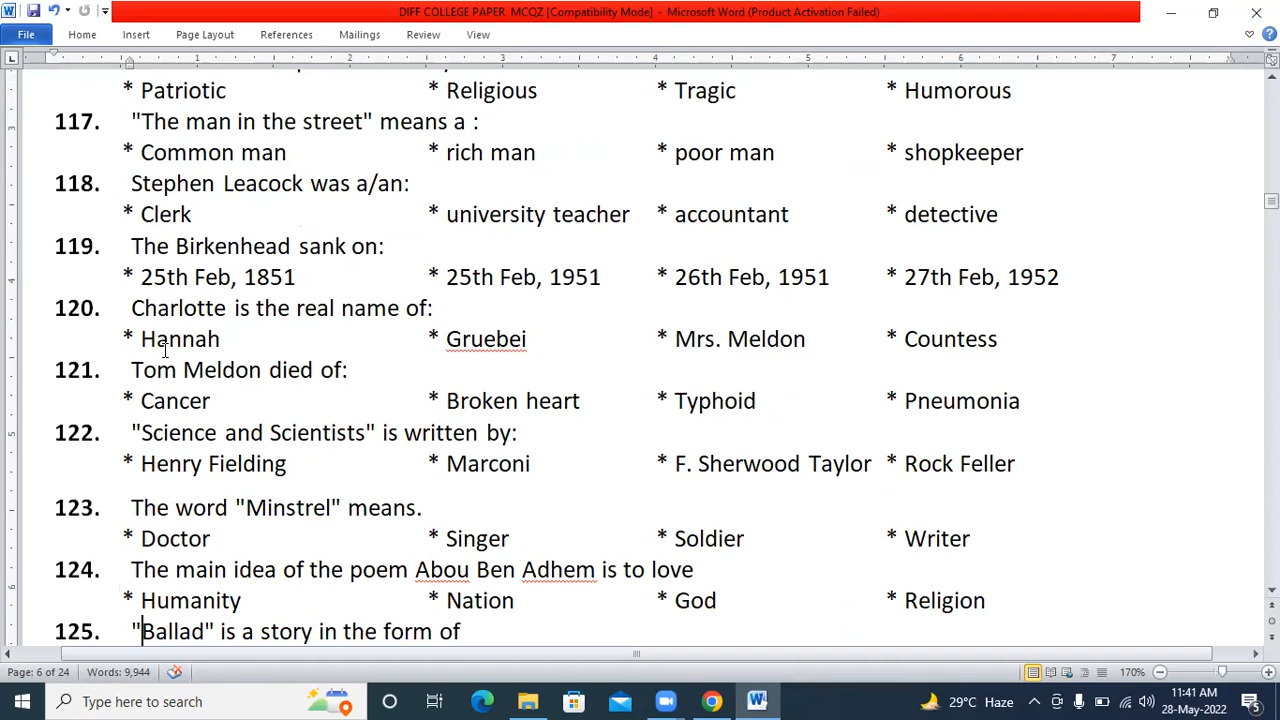 DIFF COLLEGE PAPER MCQZ [Compatibility Mode] - Microsoft Word (Product Activation Failed)
File Home Insert Page Layout References Mailings Review View
1 2 3 4 5 6 7
* Patriotic * Religious * Tragic * Humorous
117. "The man in the street" means a :
* Common man * rich man * poor man * shopkeeper
118. Stephen Leacock was a/an:
* Clerk * university teacher * accountant * detective
119. The Birkenhead sank on:
* 25th Feb, 1851 * 25th Feb, 1951 * 26th Feb, 1951 * 27th Feb, 1952
120. Charlotte is the real name of:
* Hannah * Gruebei * Mrs. Meldon * Countess
121. Tom Meldon died of:
* Cancer * Broken heart * Typhoid * Pneumonia
122. "Science and Scientists" is written by:
* Henry Fielding * Marconi * F. Sherwood Taylor * Rock Feller
123. The word "Minstrel" means.
* Doctor * Singer * Soldier * Writer
124. The main idea of the poem Abou Ben Adhem is to love
* Humanity * Nation * God * Religion
125. "Ballad" is a story in the form of
Page: 6 of 24 Words: 9,944 170%
Type here to search 29°C Haze 11:41 AM
28-May-2022 5